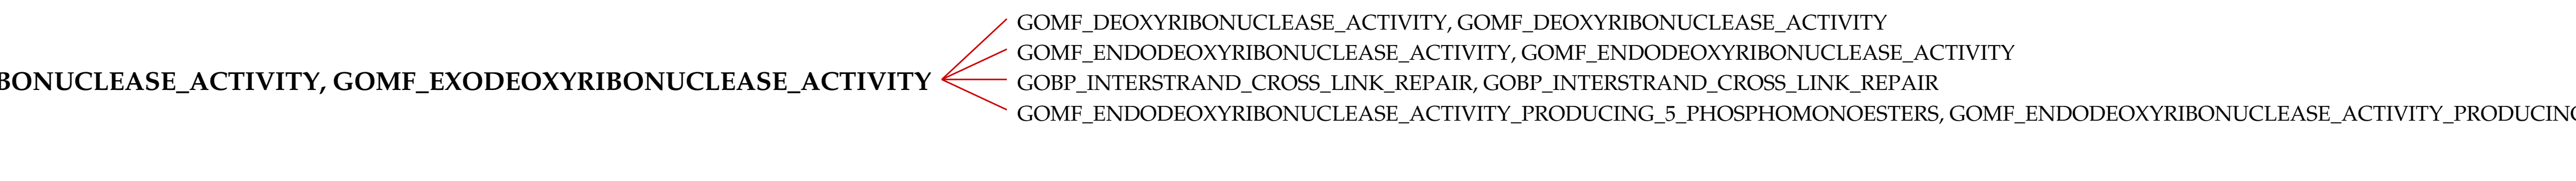 GOMF_DEOXYRIBONUCLEASE_ACTIVITY, GOMF_DEOXYRIBONUCLEASE_ACTIVITY
GOMF_ENDODEOXYRIBONUCLEASE_ACTIVITY, GOMF_ENDODEOXYRIBONUCLEASE_ACTIVITY
BONUCLEASE_ACTIVITY, GOMF_EXODEOXYRIBONUCLEASE_ACTIVITY
GOBP_INTERSTRAND_CROSS_LINK_REPAIR, GOBP_INTERSTRAND_CROSS_LINK_REPAIR
GOMF_ENDODEOXYRIBONUCLEASE_ACTIVITY_PRODUCING_5_PHOSPHOMONOESTERS, GOMF_ENDODEOXYRIBONUCLEASE_ACTIVITY_PRODUCING